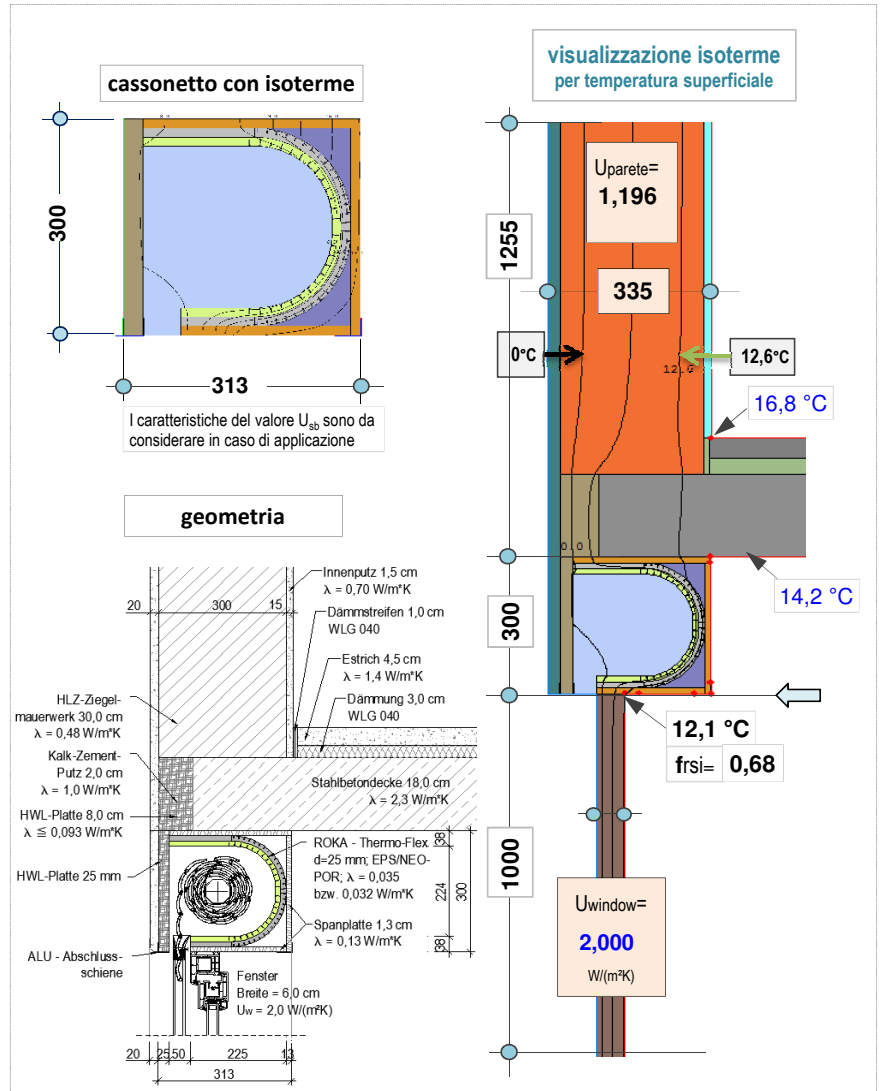 cassonetto con isoterme
300
313
I caratteristiche del valore Usb sono da
considerare in caso di applicazione
visualizzazione isoterme
per temperatura superficiale
Uparete=
1,196
1255
335
0°C
12,6°C
12.6
16,8 °C
0.0
14,2 °C
300
12,1 °C
frsi= 0,68
1000
Uwindow=
2,000
W/(m²K)
geometria
20
300
15
Innenputz 1,5 cm
λ = 0,70 W/m*K
Dämmstreifen 1,0 cm
WLG 040
Estrich 4,5 cm
λ = 1,4 W/m*K
Dämmung 3,0 cm
WLG 040
HLZ-Ziegel-
mauerwerk 30,0 cm
λ = 0,48 W/m*K
Kalk-Zement-
Putz 2,0 cm
λ = 1,0 W/m*K
HWL-Platte 8,0 cm
λ ≦ 0,093 W/m*K
HWL-Platte 25 mm
Stahlbetondecke 18,0 cm
λ = 2,3 W/m*K
ROKA - Thermo-Flex
d=25 mm; EPS/NEO-
POR; λ = 0,035
bzw. 0,032 W/m*K
Spanplatte 1,3 cm
λ = 0,13 W/m*K
38
224
38
300
ALU - Abschluss-
schiene
Fenster
Breite = 6,0 cm
Uw = 2,0 W/(m²K)
20
25
50
225
13
313